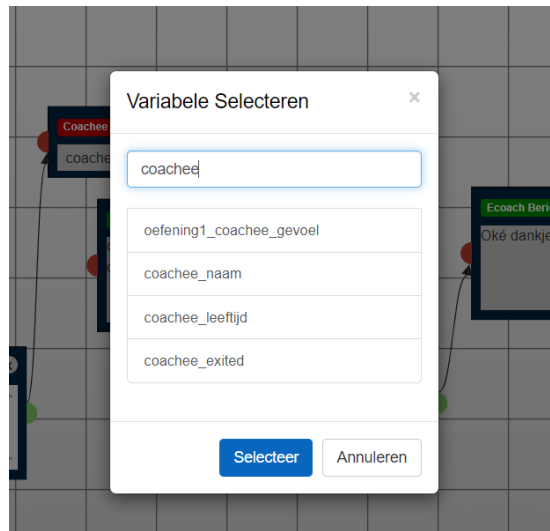 Variabele Selecteren
×
Coachee
coache
coachee
oefening1_coachee_gevoel
coachee_naam
coachee_leeftijd
coachee_exited
Ecoach Beri
Oké dankje
Selecteer Annuleren